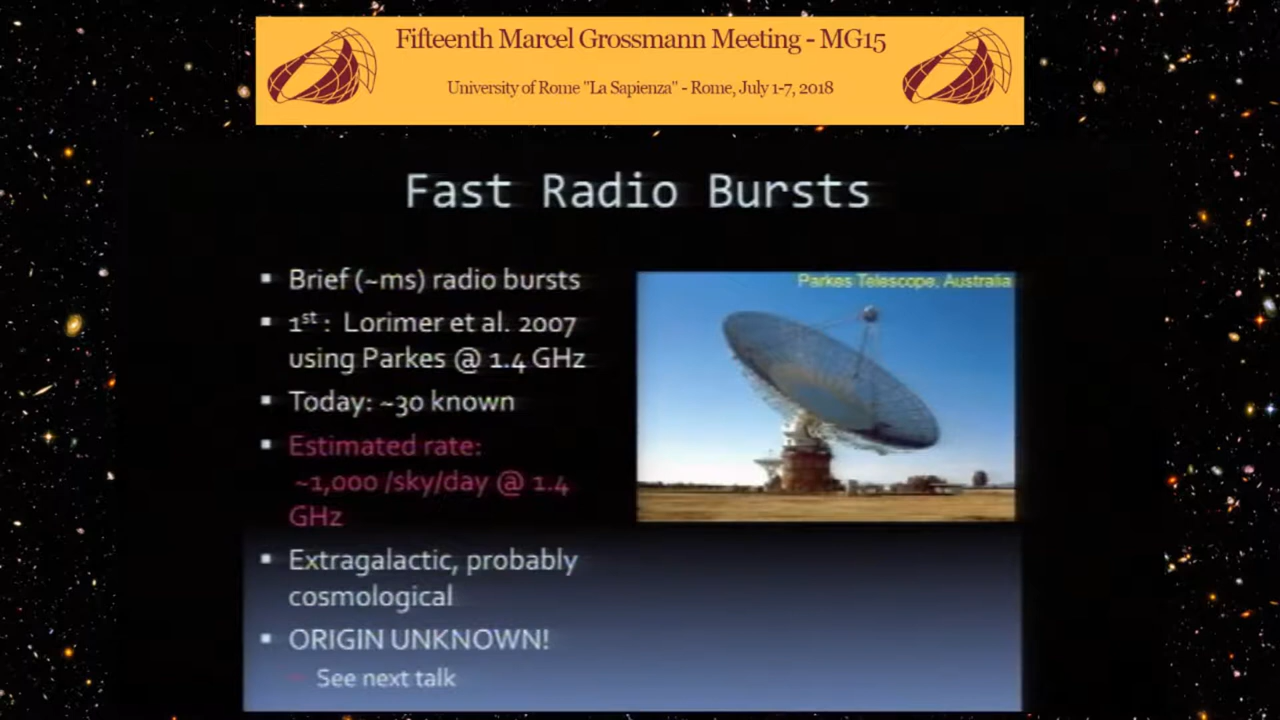 Fifteenth Marcel Grossmann Meeting - MG15
University of Rome "La Sapienza" - Rome, July 1-7, 2018
Fast Radio Bursts
▪ Brief (~ms) radio bursts
▪ 1st : Lorimer et al. 2007
using Parkes @ 1.4 GHz
▪ Today: ~30 known
▪ Estimated rate:
~1,000 /sky/day @ 1.4
GHz
▪ Extragalactic, probably
cosmological
▪ ORIGIN UNKNOWN!
– See next talk
Parkes Telescope, Australia